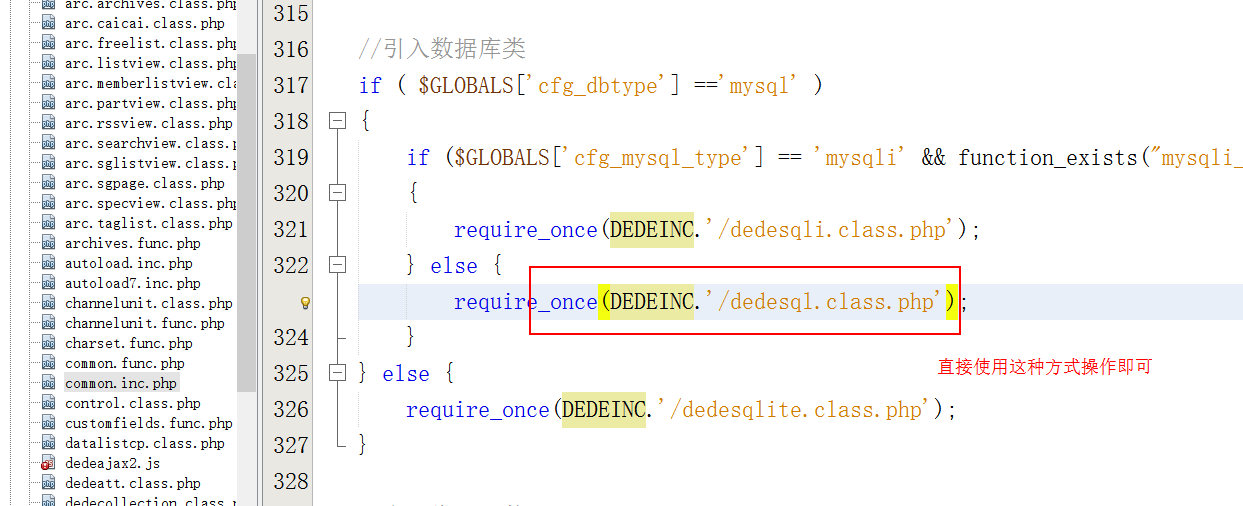 arc.archives.class.php
arc.caicai.class.php
arc.freelist.class.php
arc.listview.class.php
arc.memberlistview.cla
arc.partview.class.php
arc.rssview.class.php
arc.searchview.class.p
arc.sglistview.class.p
arc.sgpage.class.php
arc.specview.class.php
arc.taglist.class.php
archives.func.php
autoload.inc.php
autoload7.inc.php
channelunit.class.php
channelunit.func.php
charset.func.php
common.func.php
common.inc.php
control.class.php
customfields.func.php
datalistcp.class.php
dedeajax2.js
dedeatt.class.php
dedecollection.class.p
315
316 //引入数据库类
317 if ( $GLOBALS['cfg_dbtype'] =='mysql' )
318 {
319 if ($GLOBALS['cfg_mysql_type'] == 'mysqli' && function_exists("mysqli_
320 {
321 require_once(DEDEINC.'/dedesqli.class.php');
322 } else {
require_once(DEDEINC.'/dedesql.class.php');
324 }
325 } else {
直接使用这种方式操作即可
326 require_once(DEDEINC.'/dedesqlite.class.php');
327 }
328